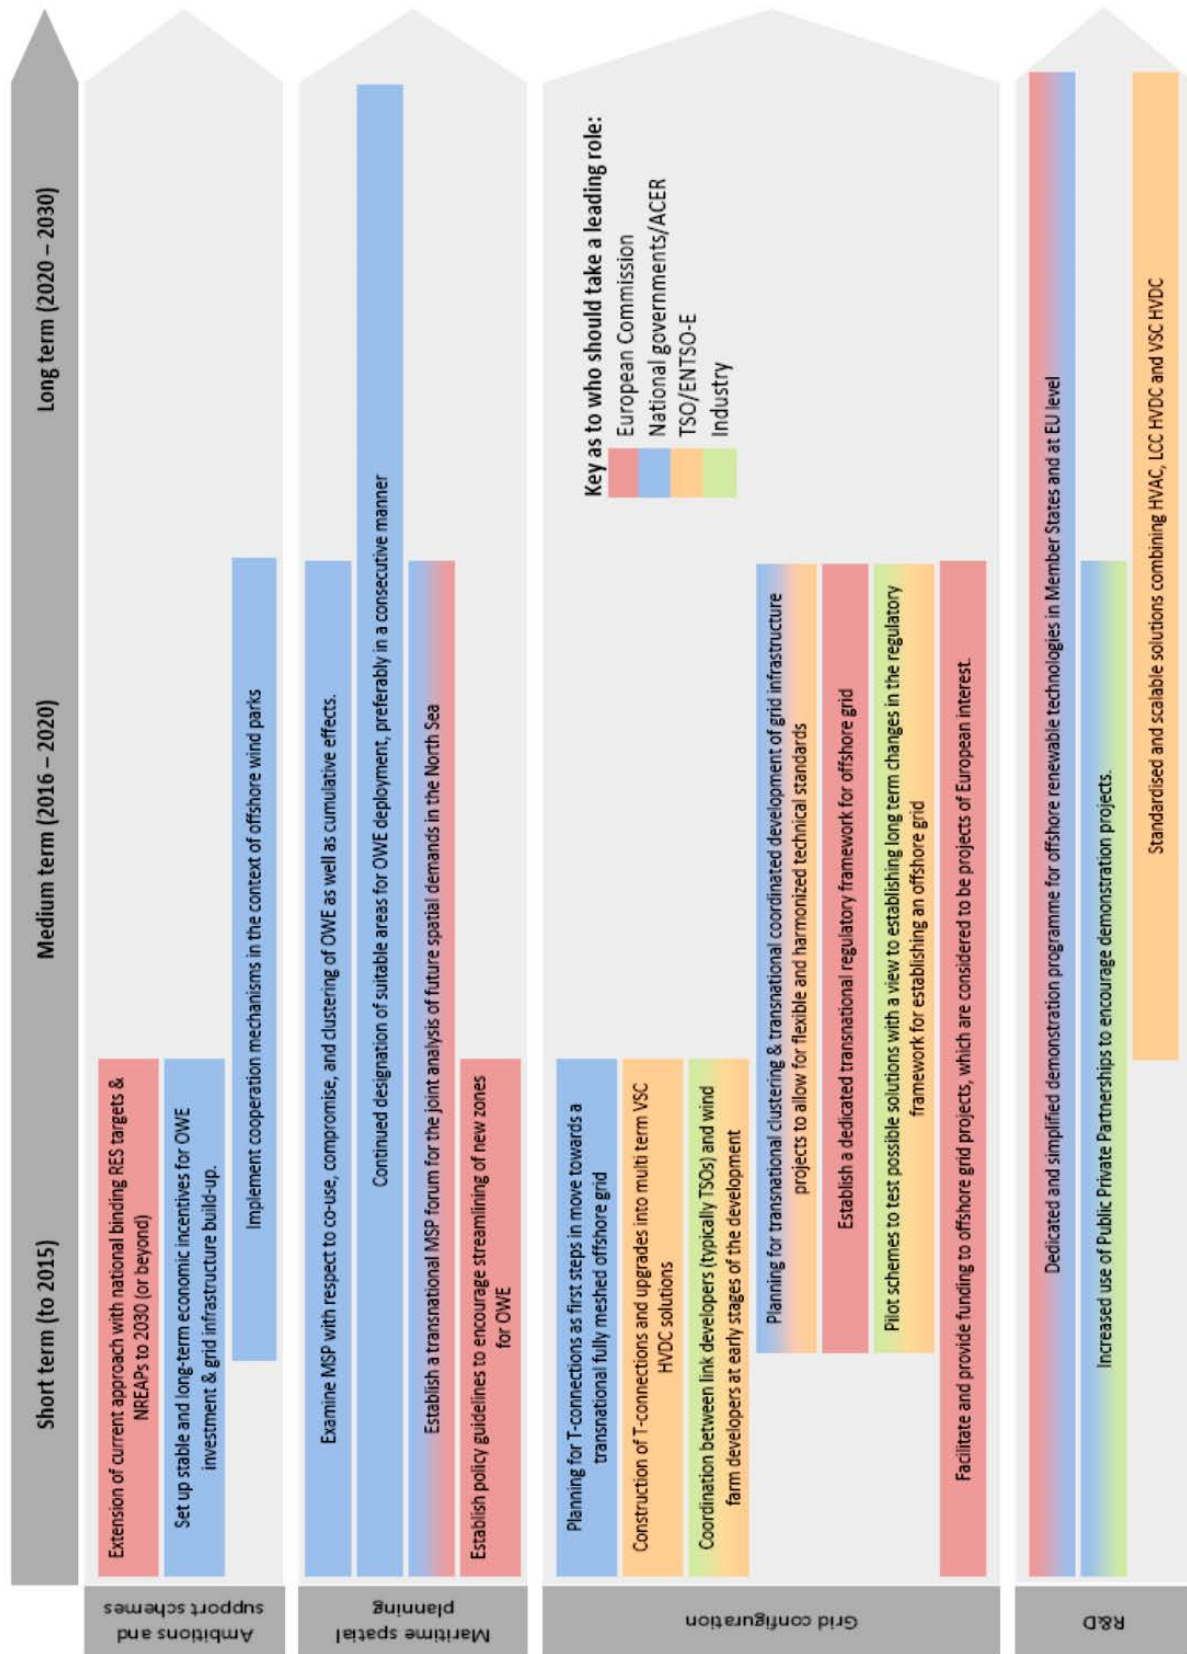 Short term (to 2015)
Medium term (2016 – 2020)
Long term (2020 – 2030)
Ambitions and
support schemes
Extension of current approach with national binding RES targets &
NREAPs to 2030 (or beyond)
Set up stable and long-term economic incentives for OWE
investment & grid infrastructure build-up.
Implement cooperation mechanisms in the context of offshore wind parks
Maritime spatial
planning
Examine MSP with respect to co-use, compromise, and clustering of OWE as well as cumulative effects.
Continued designation of suitable areas for OWE deployment, preferably in a consecutive manner
Establish a transnational MSP forum for the joint analysis of future spatial demands in the North Sea
Establish policy guidelines to encourage streamlining of new zones
for OWE
Grid configuration
Planning for T-connections as first steps in move towards a
transnational fully meshed offshore grid
Construction of T-connections and upgrades into multi term VSC
HVDC solutions
Coordination between link developers (typically TSOs) and wind
farm developers at early stages of the development
Planning for transnational clustering & transnational coordinated development of grid infrastructure
projects to allow for flexible and harmonized technical standards
Establish a dedicated transnational regulatory framework for offshore grid
Pilot schemes to test possible solutions with a view to establishing long term changes in the regulatory
framework for establishing an offshore grid
Facilitate and provide funding to offshore grid projects, which are considered to be projects of European interest.
Key as to who should take a leading role:
European Commission
National governments/ACER
TSO/ENTSO-E
Industry
R&D
Dedicated and simplified demonstration programme for offshore renewable technologies in Member States and at EU level
Increased use of Public Private Partnerships to encourage demonstration projects.
Standardised and scalable solutions combining HVAC, LCC HVDC and VSC HVDC